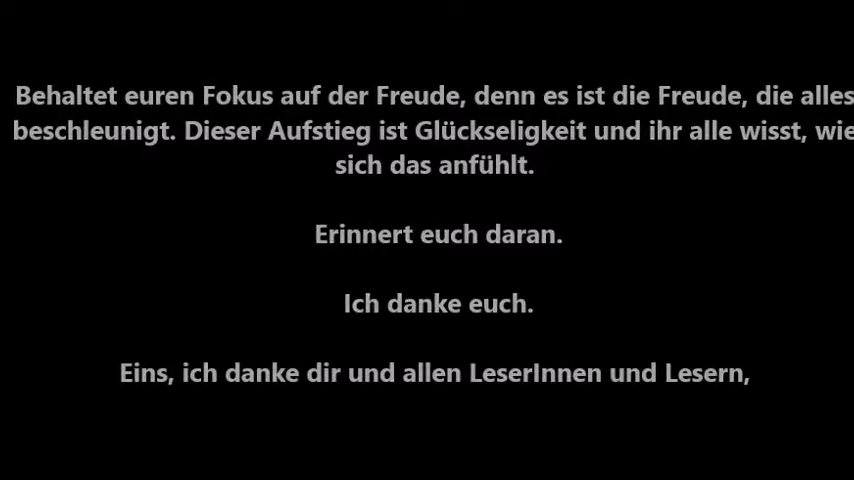 Behaltet euren Fokus auf der Freude, denn es ist die Freude, die alles
beschleunigt. Dieser Aufstieg ist Glückseligkeit und ihr alle wisst, wie
sich das anfühlt.
Erinnert euch daran.
Ich danke euch.
Eins, ich danke dir und allen LeserInnen und Lesern,